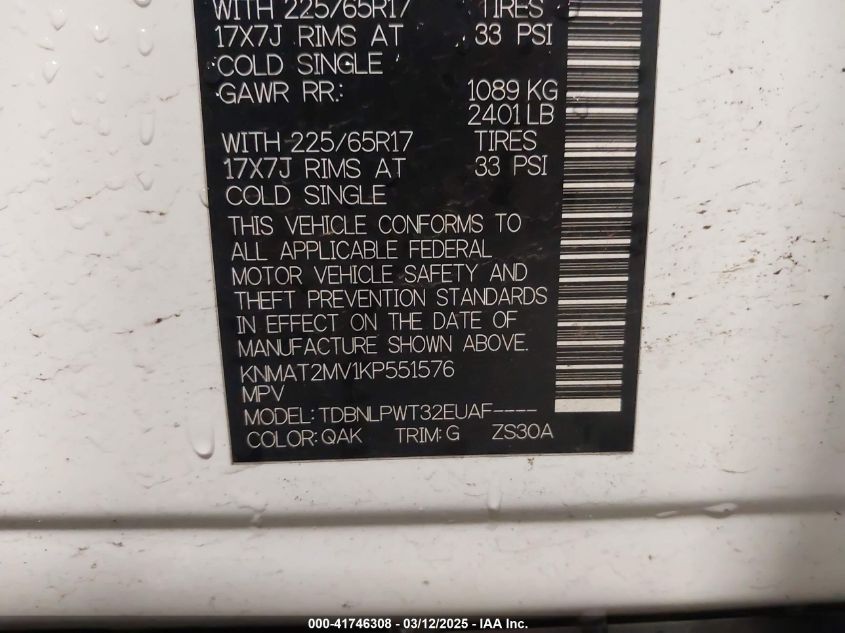 WITH 225/65R17 TIRES
17X7J RIMS AT 33 PSI
COLD SINGLE
GAWR RR: 1089 KG
2401 LB
WITH 225/65R17 TIRES
17X7J RIMS AT 33 PSI
COLD SINGLE
THIS VEHICLE CONFORMS TO
ALL APPLICABLE FEDERAL
MOTOR VEHICLE SAFETY AND
THEFT PREVENTION STANDARDS
IN EFFECT ON THE DATE OF
MANUFACTURE SHOWN ABOVE.
KNMAT2MV1KP551576
MPV
MODEL: TDBNLPWT32EUAF----
COLOR: QAK TRIM: G ZS30A
000-41746308 - 03/12/2025 - IAA Inc.